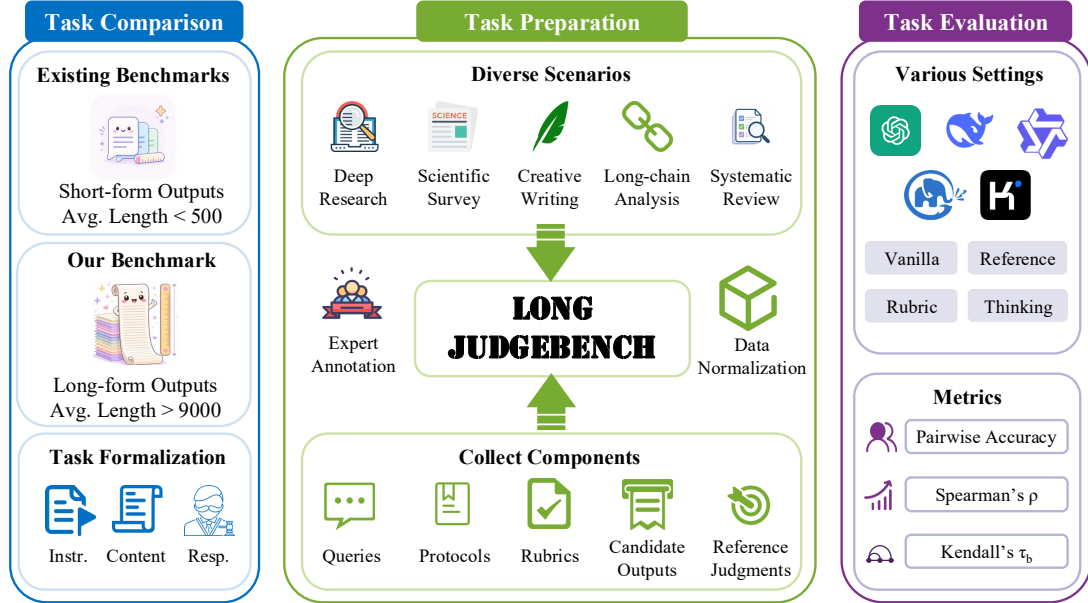 Task Comparison
Existing Benchmarks
Short-form Outputs
Avg. Length < 500
Our Benchmark
Long-form Outputs
Avg. Length > 9000
Task Formalization
Instr.
Content
Resp.
Task Preparation
Diverse Scenarios
SCIENCE
Deep
Research
Scientific
Survey
Creative
Writing
Long-chain
Analysis
Systematic
Review
Expert
Annotation
LONG
JUDGEBENCH
Data
Normalization
Collect Components
Queries
Protocols
Rubrics
Candidate
Outputs
Reference
Judgments
Task Evaluation
Various Settings
K
Vanilla
Reference
Rubric
Thinking
Metrics
Pairwise Accuracy
Spearman's ρ
Kendall's τb